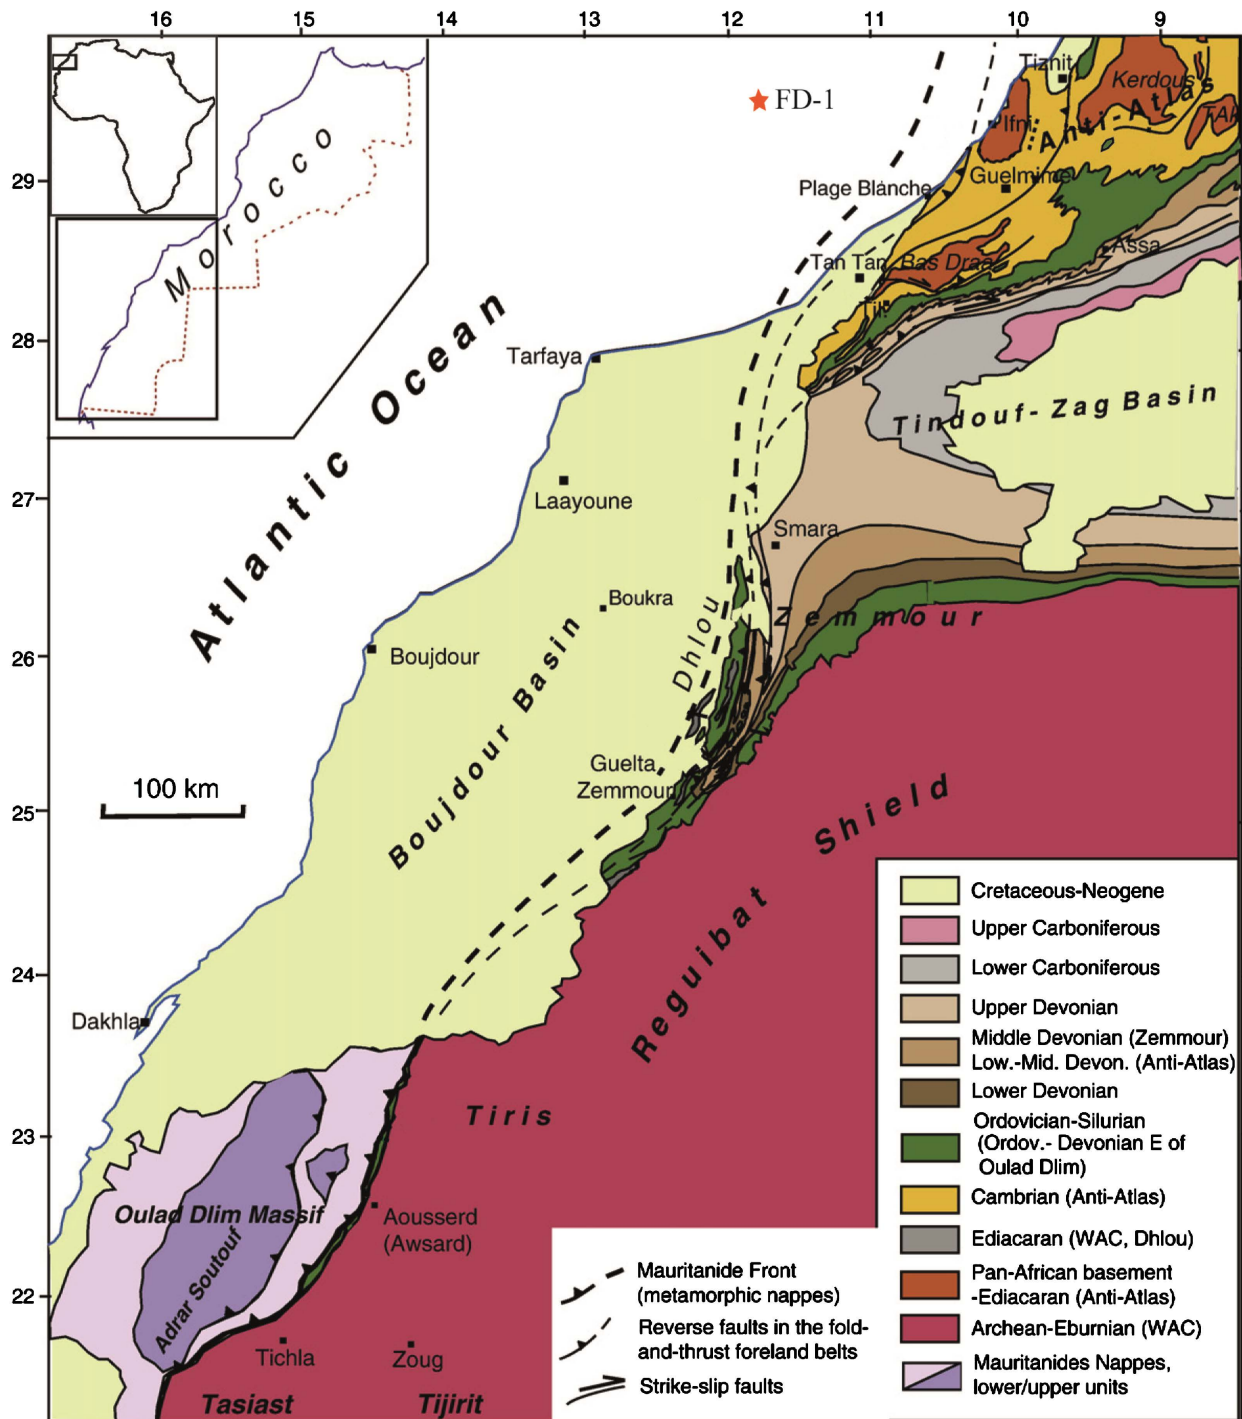 16 15 14 13 12 11 10 9
29
28
27
26
25
24
23
22
Morocco
FD-1
Tiznit
Kerdous
Anti-Atlas
Ifni
Plage Blanche
Guelmime
Assa
Tan Tan
Bas Draa
Atlantic Ocean
Tarfaya
Tindouf-Zag Basin
Laayoune
Smara
Boukra
Zemmour
Dhlou
Boujdour
Boujdour Basin
Guelta
Zemmour
100 km
Reguibat Shield
Dakhla
Tiris
Oulad Dlim Massif
Adrar Soutouf
Aousserd
(Awsard)
Tichla
Zoug
Tasiast
Tijirit
Mauritanide Front
(metamorphic nappes)
Reverse faults in the fold-
and-thrust foreland belts
Strike-slip faults
Cretaceous-Neogene
Upper Carboniferous
Lower Carboniferous
Upper Devonian
Middle Devonian (Zemmour)
Low.-Mid. Devon. (Anti-Atlas)
Lower Devonian
Ordovician-Silurian
(Ordov.- Devonian E of
Oulad Dlim)
Cambrian (Anti-Atlas)
Ediacaran (WAC, Dhlou)
Pan-African basement
-Ediacaran (Anti-Atlas)
Archean-Eburnian (WAC)
Mauritanides Nappes,
lower/upper units